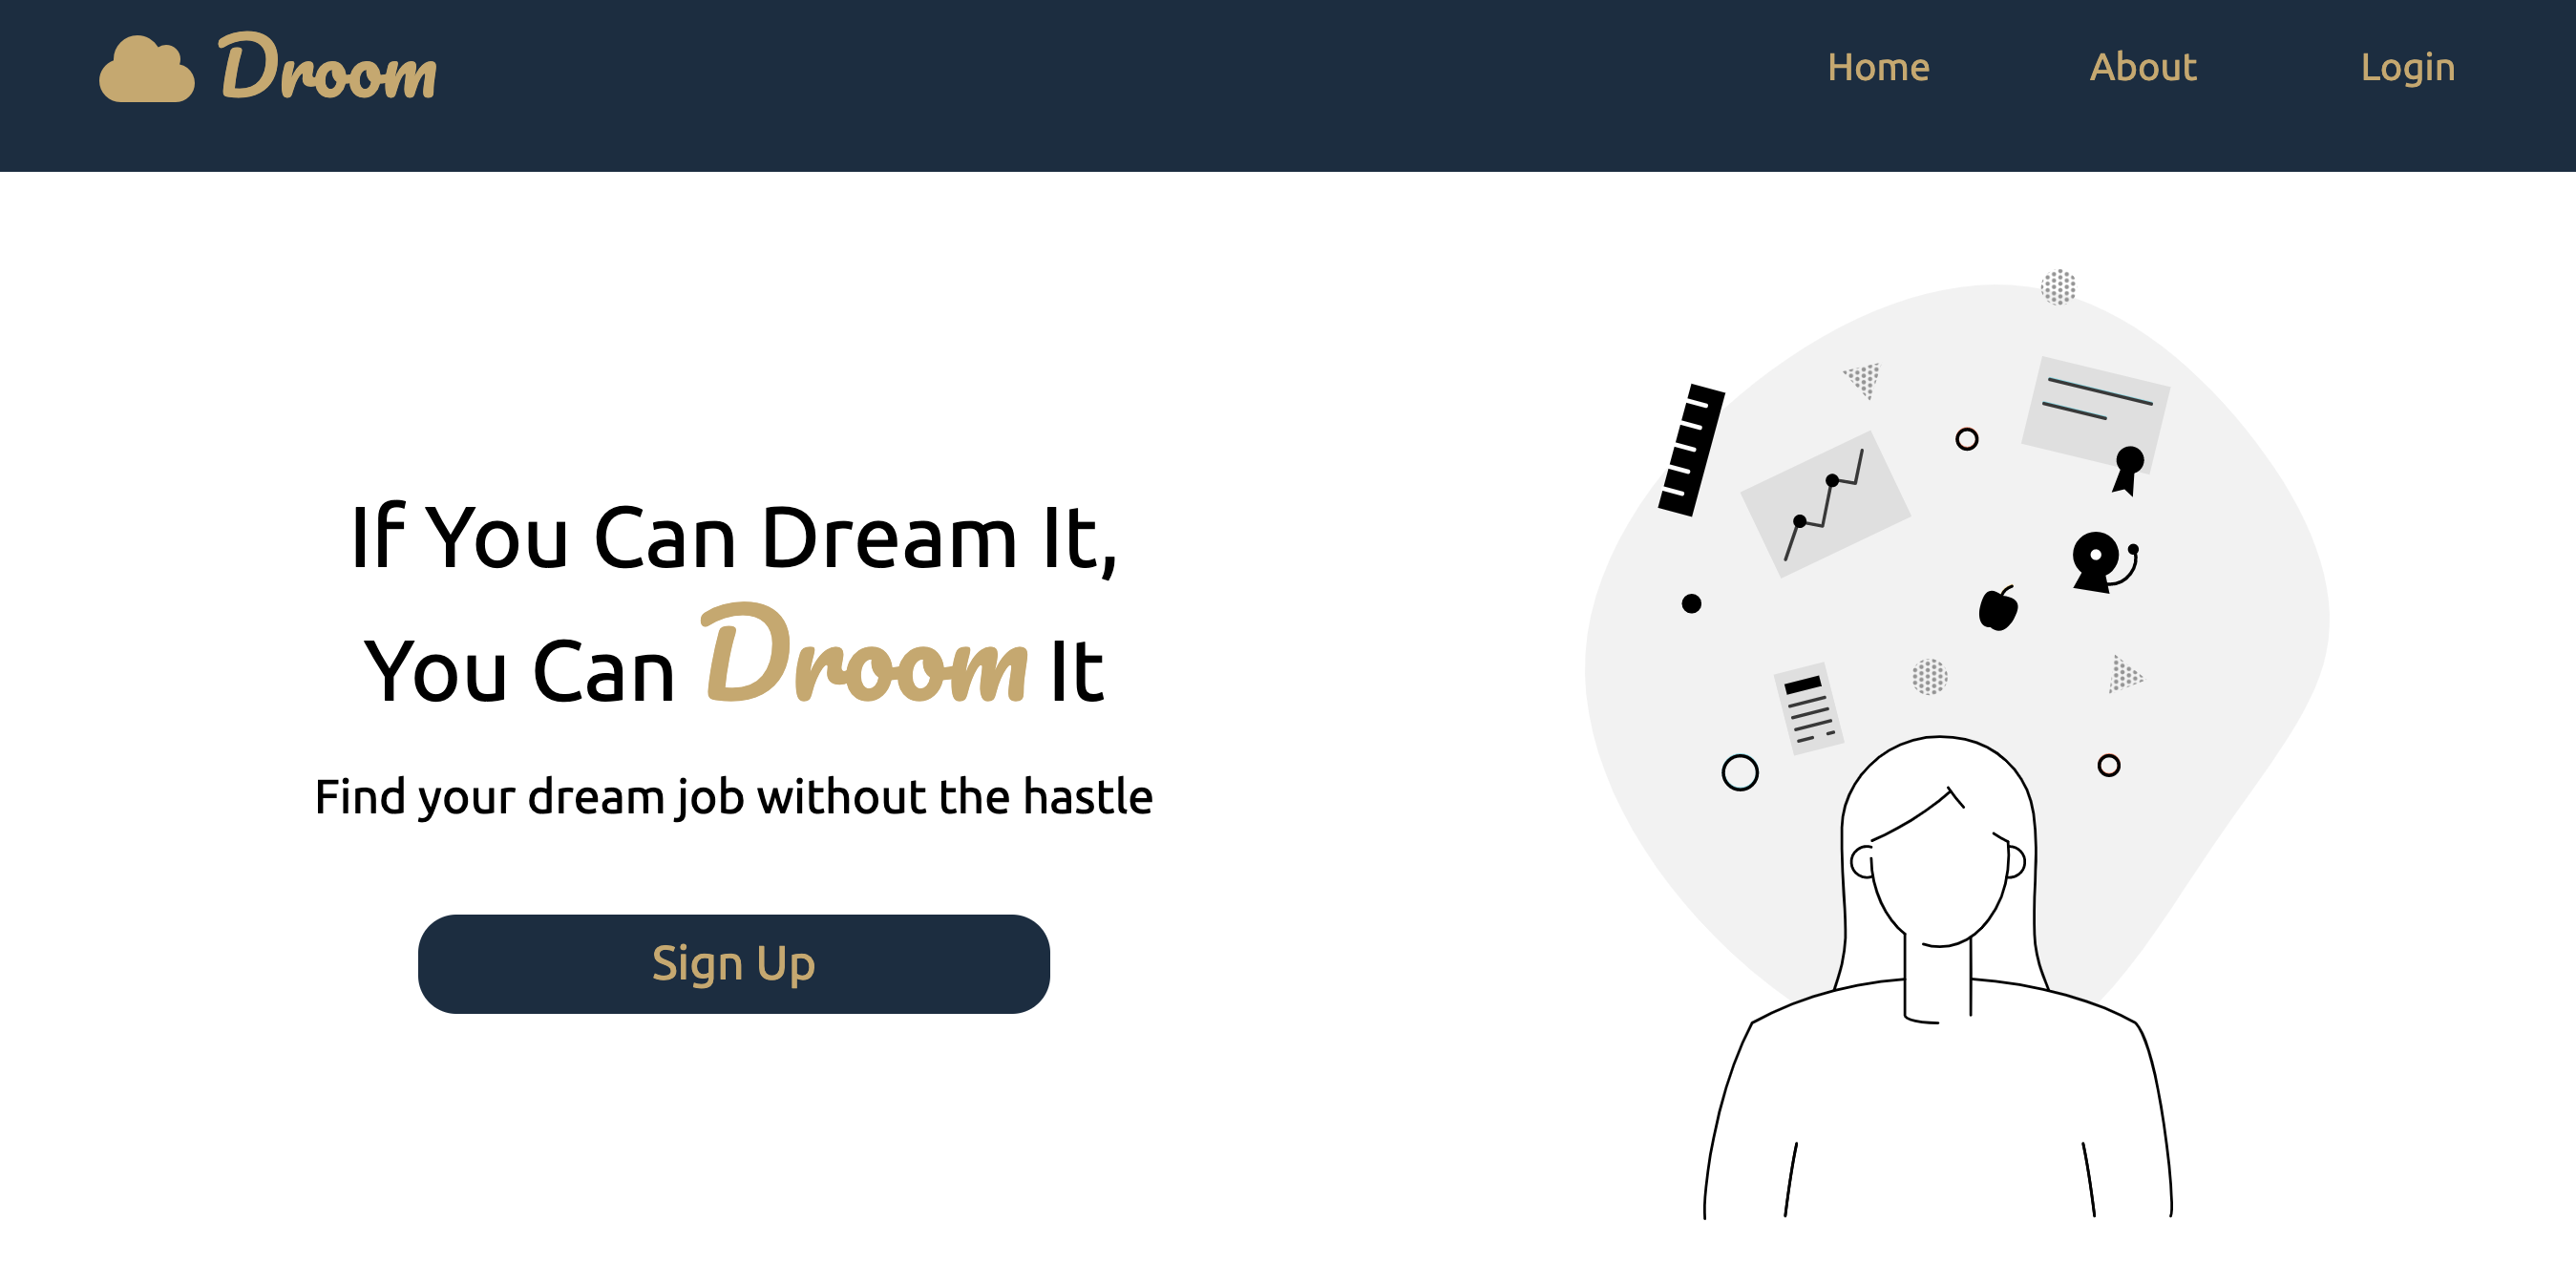 Droom
Home
About
Login
If You Can Dream It,
You Can Droom It
Find your dream job without the hastle
Sign Up